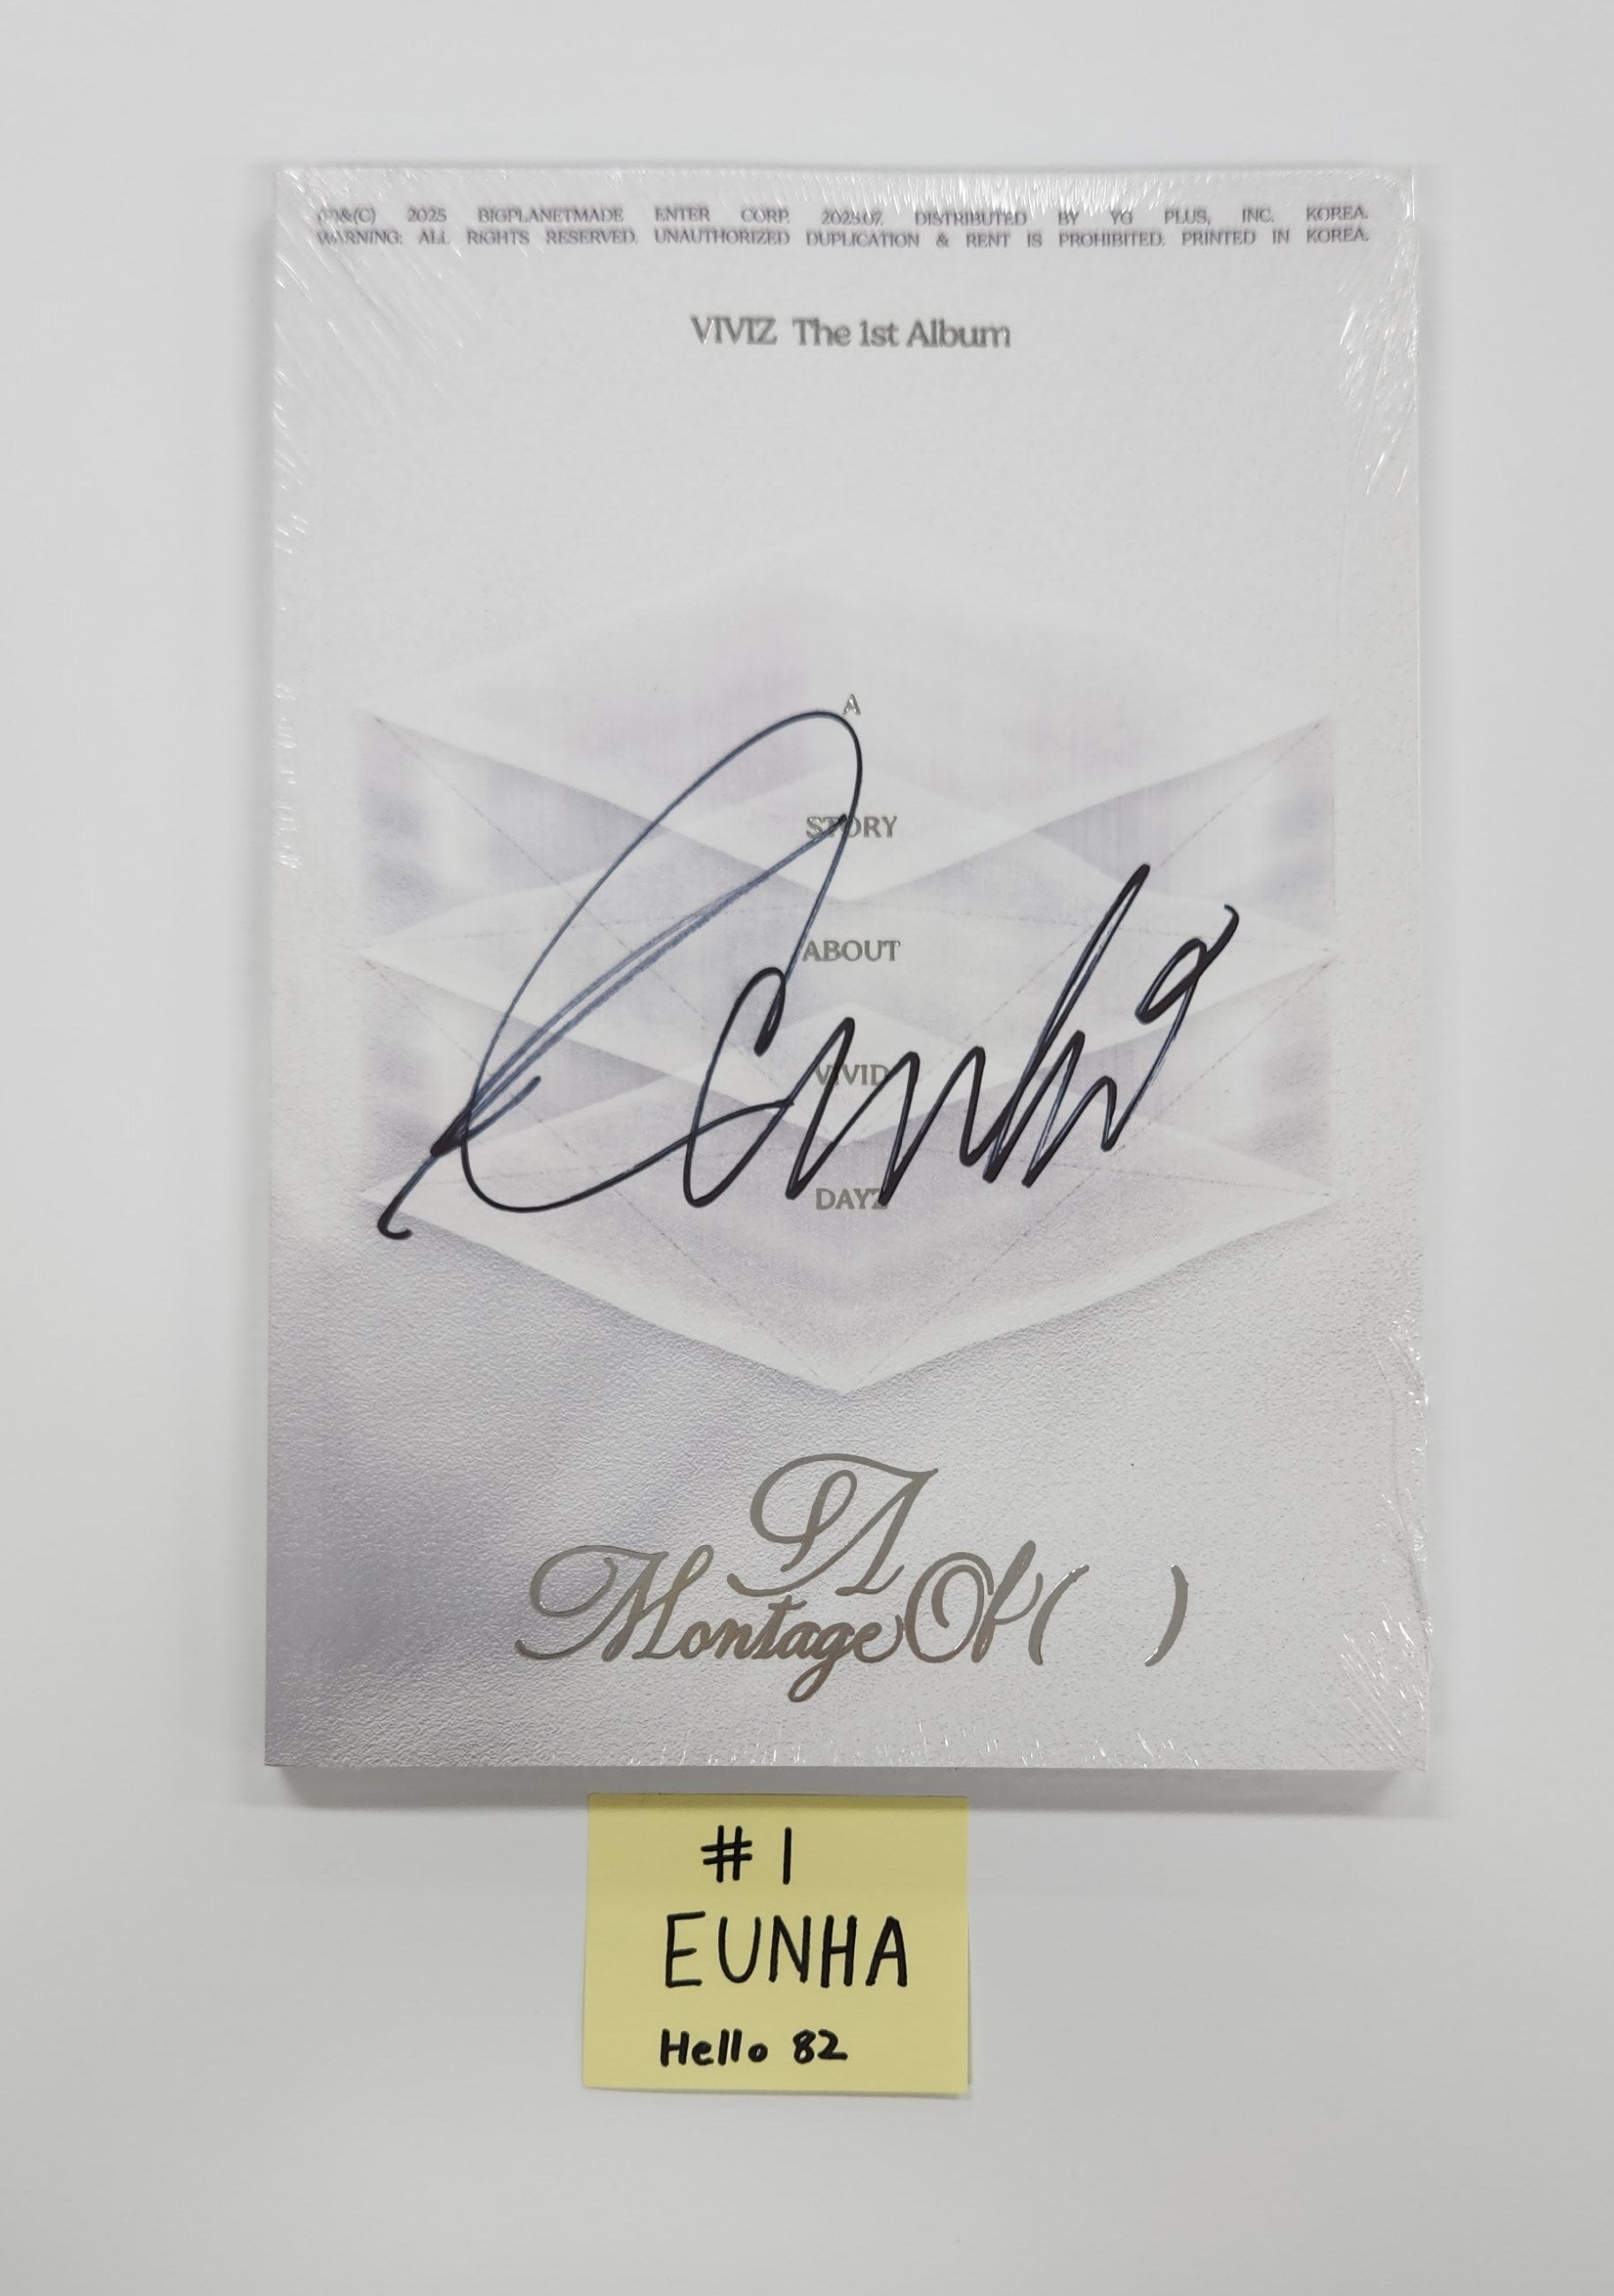 (P)&(C) 2025 BIGPLANETMADE ENTER CORP. 2025.07. DISTRIBUTED BY YG PLUS, INC. KOREA.
WARNING: ALL RIGHTS RESERVED. UNAUTHORIZED DUPLICATION & RENT IS PROHIBITED. PRINTED IN KOREA.
VIVIZ The 1st Album
A
STORY
ABOUT
VIVID
DAYZ
Eunha
A
Montage Of ( )
#1
EUNHA
Hello 82